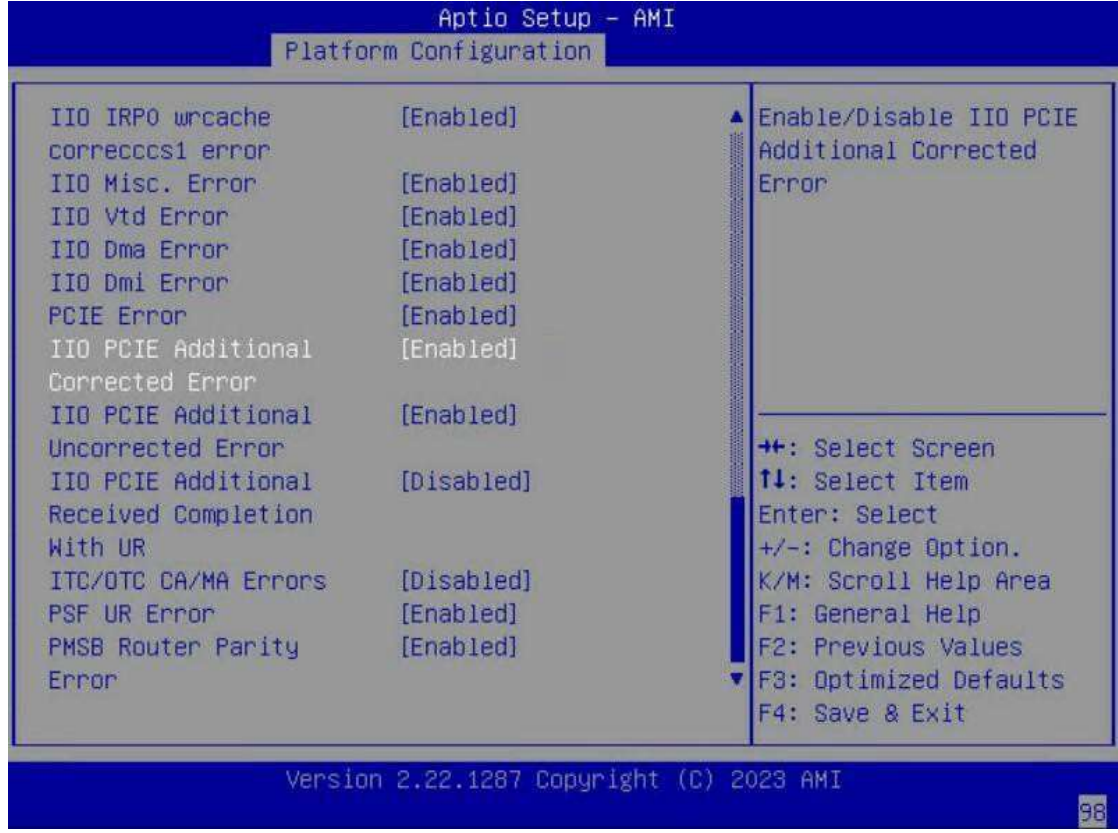 Aptio Setup – AMI
Platform Configuration
IIO IRP0 wrcache [Enabled]
correcccs1 error
IIO Misc. Error [Enabled]
IIO Vtd Error [Enabled]
IIO Dma Error [Enabled]
IIO Dmi Error [Enabled]
PCIE Error [Enabled]
IIO PCIE Additional [Enabled]
Corrected Error
IIO PCIE Additional [Enabled]
Uncorrected Error
IIO PCIE Additional [Disabled]
Received Completion
With UR
ITC/OTC CA/MA Errors [Disabled]
PSF UR Error [Enabled]
PMSB Router Parity [Enabled]
Error
Enable/Disable IIO PCIE
Additional Corrected
Error
→←: Select Screen
↑↓: Select Item
Enter: Select
+/-: Change Option.
K/M: Scroll Help Area
F1: General Help
F2: Previous Values
F3: Optimized Defaults
F4: Save & Exit
Version 2.22.1287 Copyright (C) 2023 AMI
98